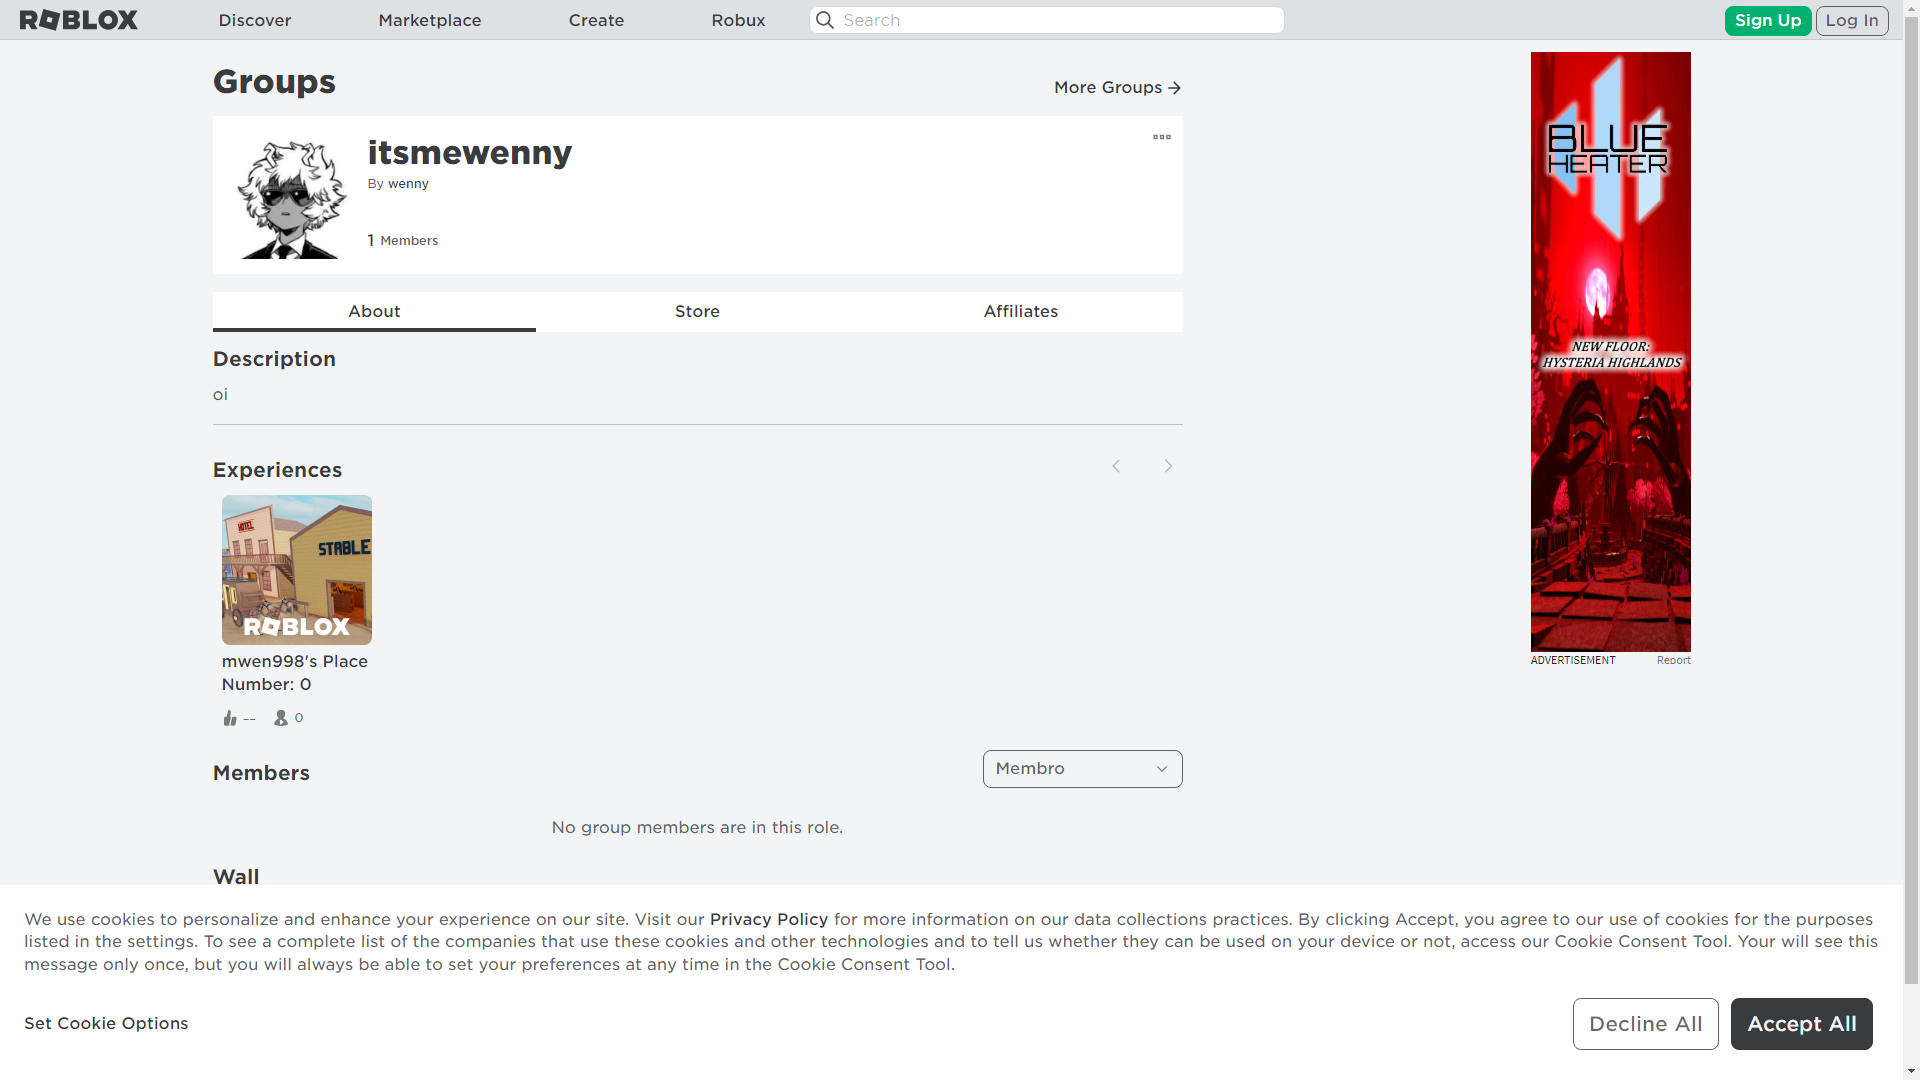 ROBLOX
Discover
Marketplace
Create
Robux
Search
Sign Up
Log In
Groups
More Groups
itsmewenny
By wenny
1 Members
About
Store
Affiliates
Description
oi
Experiences
HOTEL
STABLE
ROBLOX
mwen998's Place
Number: 0
--
0
Members
Membro
No group members are in this role.
Wall
BLUE
HEATER
NEW FLOOR:
HYSTERIA HIGHLANDS
ADVERTISEMENT
Report
We use cookies to personalize and enhance your experience on our site. Visit our Privacy Policy for more information on our data collections practices. By clicking Accept, you agree to our use of cookies for the purposes
listed in the settings. To see a complete list of the companies that use these cookies and other technologies and to tell us whether they can be used on your device or not, access our Cookie Consent Tool. Your will see this
message only once, but you will always be able to set your preferences at any time in the Cookie Consent Tool.
Set Cookie Options
Decline All
Accept All